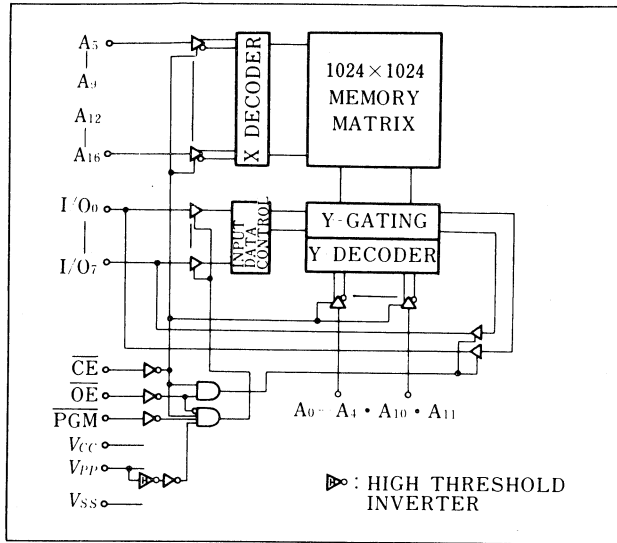 A5
A9
A12
A16
X DECODER
1024×1024
MEMORY
MATRIX
I/O0
I/O7
INPUT
DATA
CONTROL
Y-GATING
Y DECODER
CE
OE
PGM
VCC
VPP
VSS
A0 – A4 • A10 • A11
H
H : HIGH THRESHOLD
INVERTER